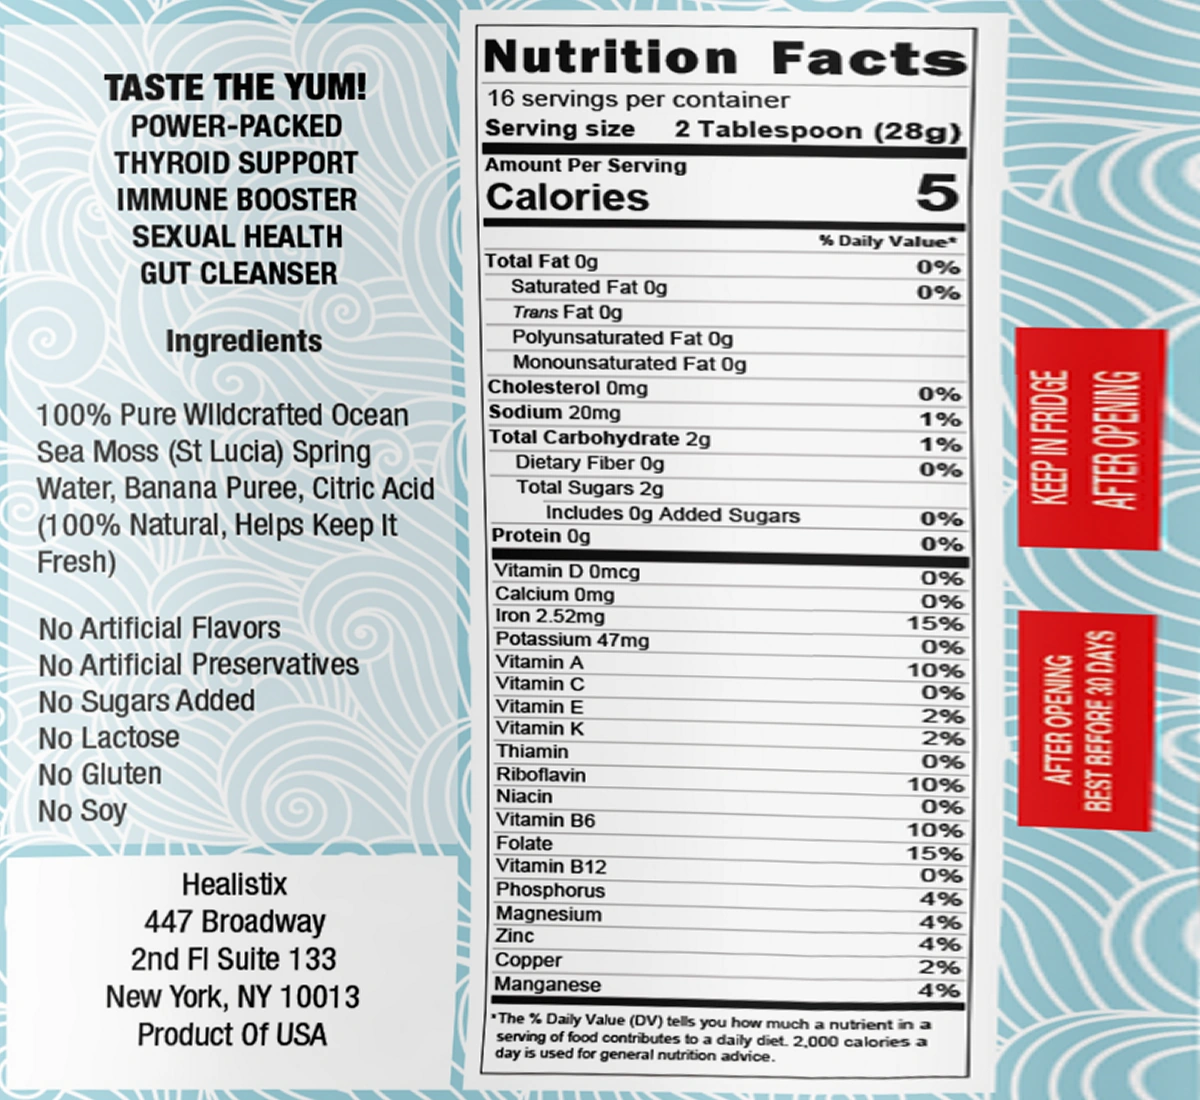 TASTE THE YUM!
POWER-PACKED
THYROID SUPPORT
IMMUNE BOOSTER
SEXUAL HEALTH
GUT CLEANSER
Ingredients
100% Pure Wildcrafted Ocean
Sea Moss (St Lucia) Spring
Water, Banana Puree, Citric Acid
(100% Natural, Helps Keep It
Fresh)
No Artificial Flavors
No Artificial Preservatives
No Sugars Added
No Lactose
No Gluten
No Soy
Healistix
447 Broadway
2nd Fl Suite 133
New York, NY 10013
Product Of USA
Nutrition Facts
16 servings per container
Serving size 2 Tablespoon (28g)
Amount Per Serving
Calories 5
% Daily Value*
Total Fat 0g 0%
Saturated Fat 0g 0%
Trans Fat 0g
Polyunsaturated Fat 0g
Monounsaturated Fat 0g
Cholesterol 0mg 0%
Sodium 20mg 1%
Total Carbohydrate 2g 1%
Dietary Fiber 0g 0%
Total Sugars 2g
Includes 0g Added Sugars 0%
Protein 0g 0%
Vitamin D 0mcg 0%
Calcium 0mg 0%
Iron 2.52mg 15%
Potassium 47mg 0%
Vitamin A 10%
Vitamin C 0%
Vitamin E 2%
Vitamin K 2%
Thiamin 0%
Riboflavin 10%
Niacin 0%
Vitamin B6 10%
Folate 15%
Vitamin B12 0%
Phosphorus 4%
Magnesium 4%
Zinc 4%
Copper 2%
Manganese 4%
*The % Daily Value (DV) tells you how much a nutrient in a
serving of food contributes to a daily diet. 2,000 calories a
day is used for general nutrition advice.
KEEP IN FRIDGE
AFTER OPENING
AFTER OPENING
BEST BEFORE 30 DAYS